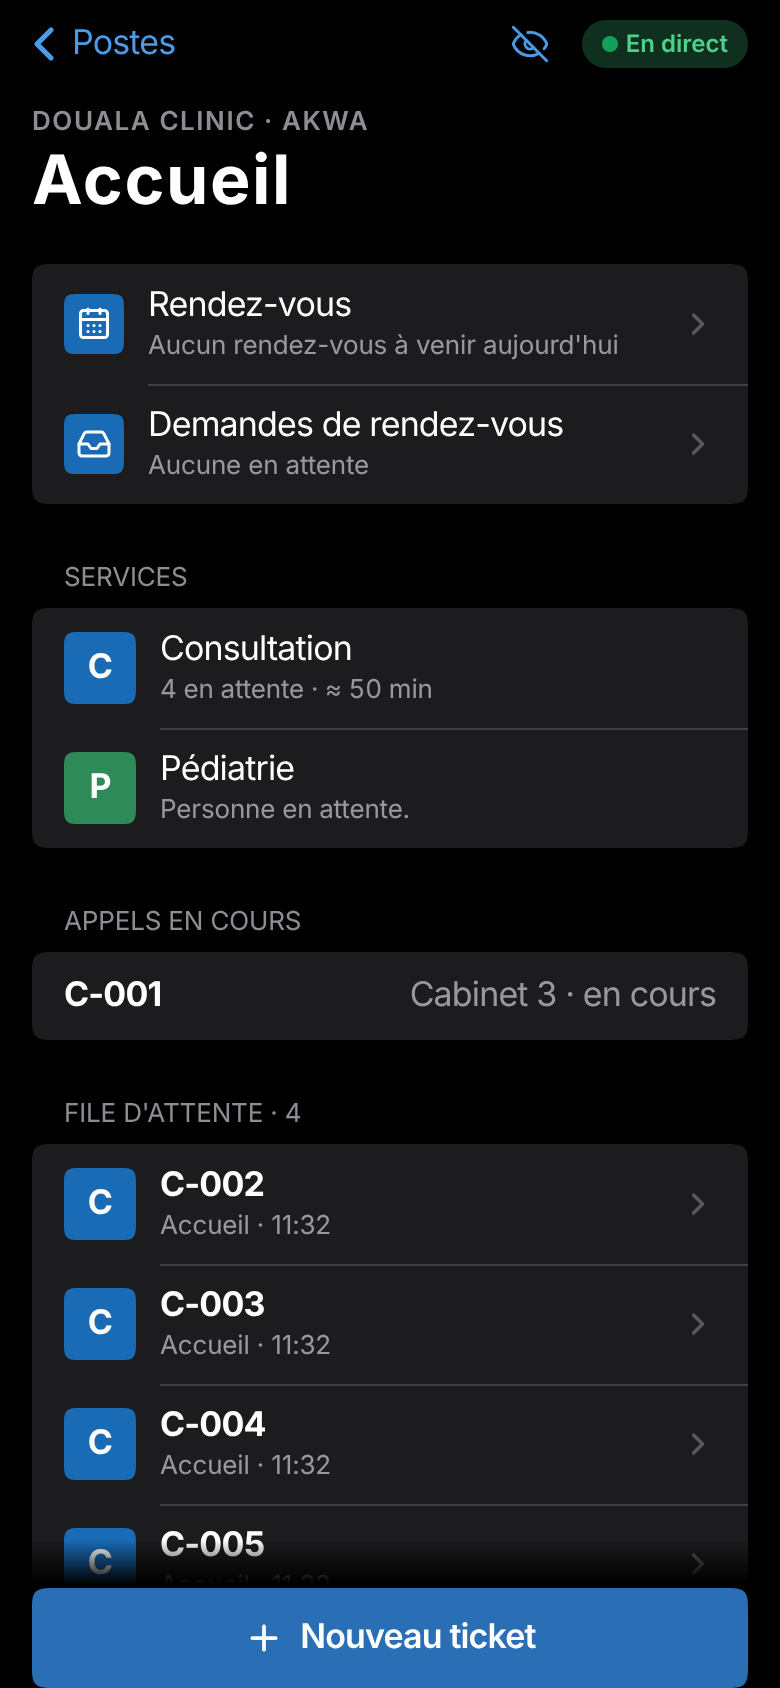 Postes
En direct
DOUALA CLINIC · AKWA
Accueil
Rendez-vous
Aucun rendez-vous à venir aujourd'hui
Demandes de rendez-vous
Aucune en attente
SERVICES
C
Consultation
4 en attente · ≈ 50 min
P
Pédiatrie
Personne en attente.
APPELS EN COURS
C-001
Cabinet 3 · en cours
FILE D'ATTENTE · 4
C
C-002
Accueil · 11:32
C
C-003
Accueil · 11:32
C
C-004
Accueil · 11:32
C
C-005
Accueil · 11:32
Nouveau ticket